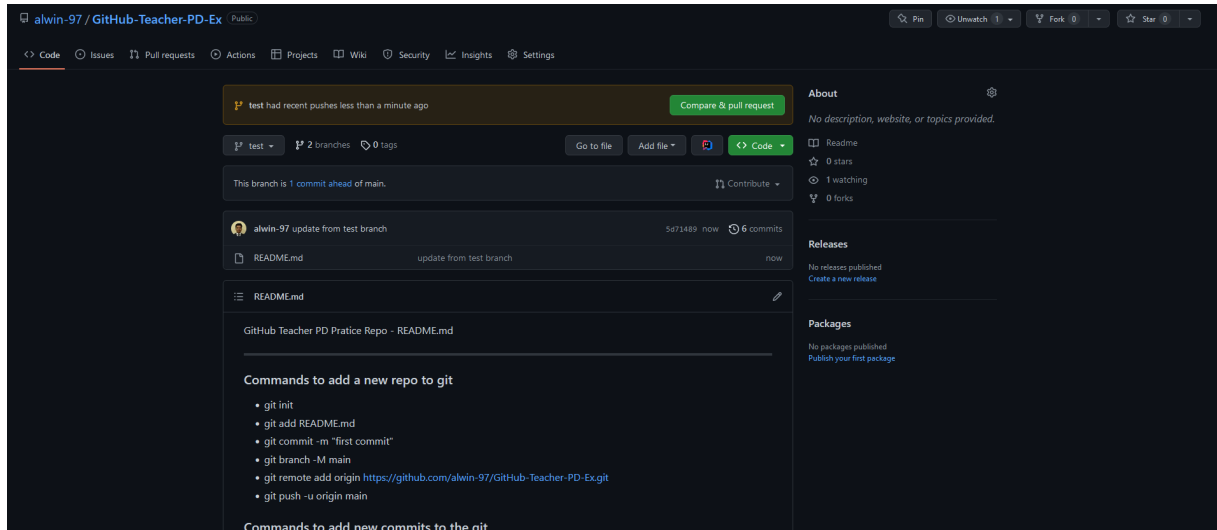 alwin-97 / GitHub-Teacher-PD-Ex Public
Pin Unwatch 1 Fork 0 Star 0
Code Issues Pull requests Actions Projects Wiki Security Insights Settings
test had recent pushes less than a minute ago Compare & pull request
test 2 branches 0 tags Go to file Add file Code
This branch is 1 commit ahead of main. Contribute
alwin-97 update from test branch 5d71489 now 6 commits
README.md update from test branch now
README.md
GitHub Teacher PD Pratice Repo - README.md
Commands to add a new repo to git
• git init
• git add README.md
• git commit -m "first commit"
• git branch -M main
• git remote add origin https://github.com/alwin-97/GitHub-Teacher-PD-Ex.git
• git push -u origin main
Commands to add new commits to the git
About
No description, website, or topics provided.
Readme
0 stars
1 watching
0 forks
Releases
No releases published
Create a new release
Packages
No packages published
Publish your first package